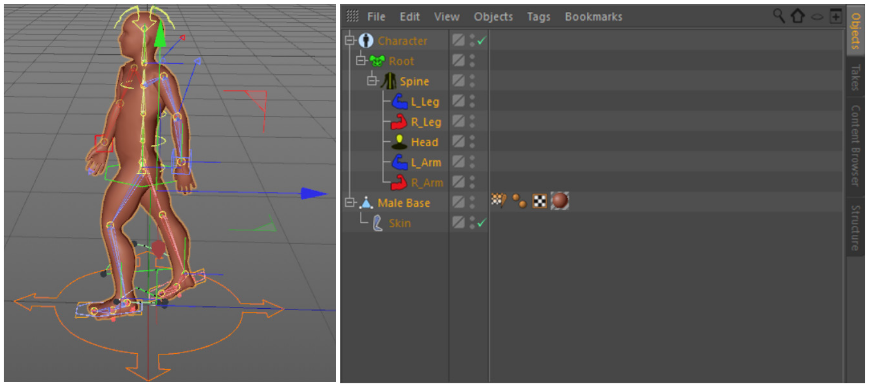 File Edit View Objects Tags Bookmarks
Character
Root
Spine
L_Leg
R_Leg
Head
L_Arm
R_Arm
Male Base
Skin
Objects
Takes
Content Browser
Structure